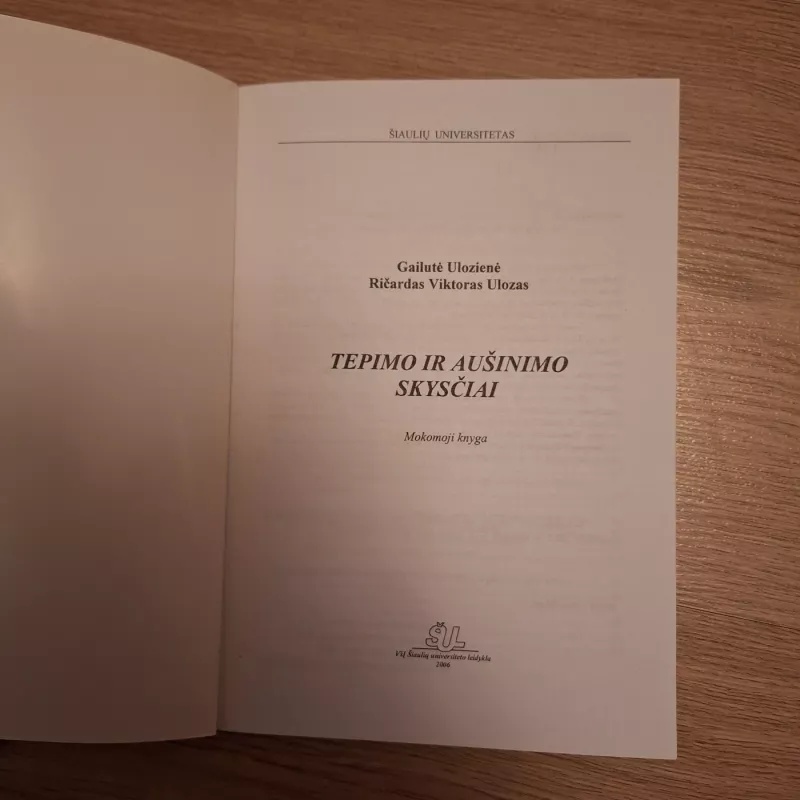 ŠIAULIŲ UNIVERSITETAS
Gailutė Ulozienė
Ričardas Viktoras Ulozas
TEPIMO IR AUŠINIMO
SKYSČIAI
Mokomoji knyga
ŠUL
VšĮ Šiaulių universiteto leidykla
2006